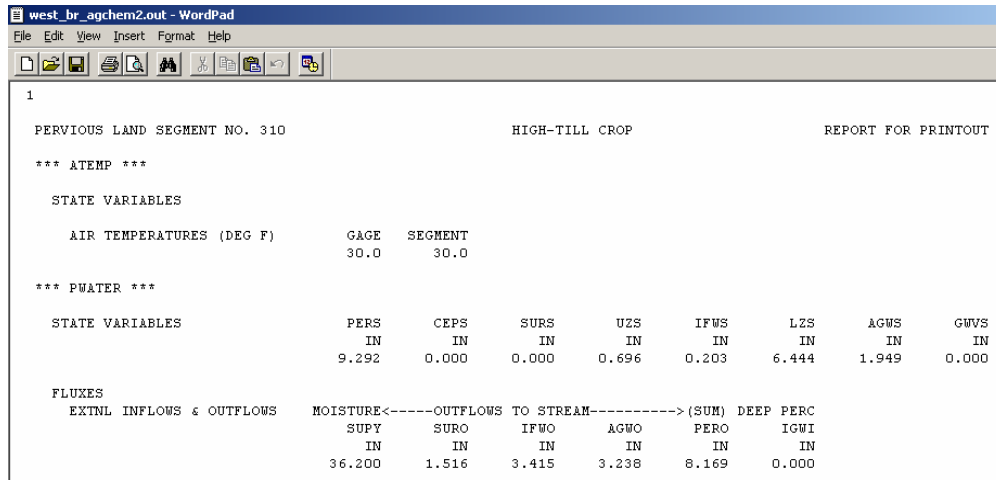 west_br_agchem2.out - WordPad
File Edit View Insert Format Help
1
PERVIOUS LAND SEGMENT NO. 310 HIGH-TILL CROP REPORT FOR PRINTOUT
*** ATEMP ***
STATE VARIABLES
AIR TEMPERATURES (DEG F) GAGE SEGMENT
30.0 30.0
*** PWATER ***
STATE VARIABLES PERS CEPS SURS UZS IFWS LZS AGWS GWVS
IN IN IN IN IN IN IN IN
9.292 0.000 0.000 0.696 0.203 6.444 1.949 0.000
FLUXES
EXTNL INFLOWS & OUTFLOWS MOISTURE<-----OUTFLOWS TO STREAM---------->(SUM) DEEP PERC
SUPY SURO IFWO AGWO PERO IGWI
IN IN IN IN IN IN
36.200 1.516 3.415 3.238 8.169 0.000